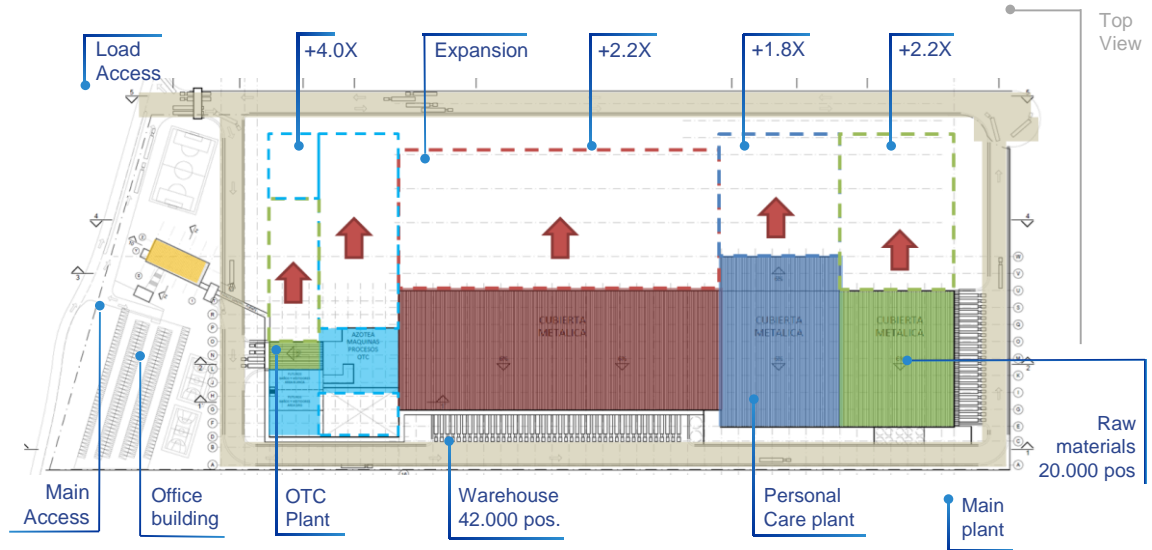 Top
View
Load
Access
+4.0X
Expansion
+2.2X
+1.8X
+2.2X
CUBIERTA
METALICA
CUBIERTA
METALICA
CUBIERTA
METALICA
AZOTEA
MAQUINAS
PROCESOS
OTC
Raw
materials
20.000 pos
Main
Access
Office
building
OTC
Plant
Warehouse
42.000 pos.
Personal
Care plant
Main
plant